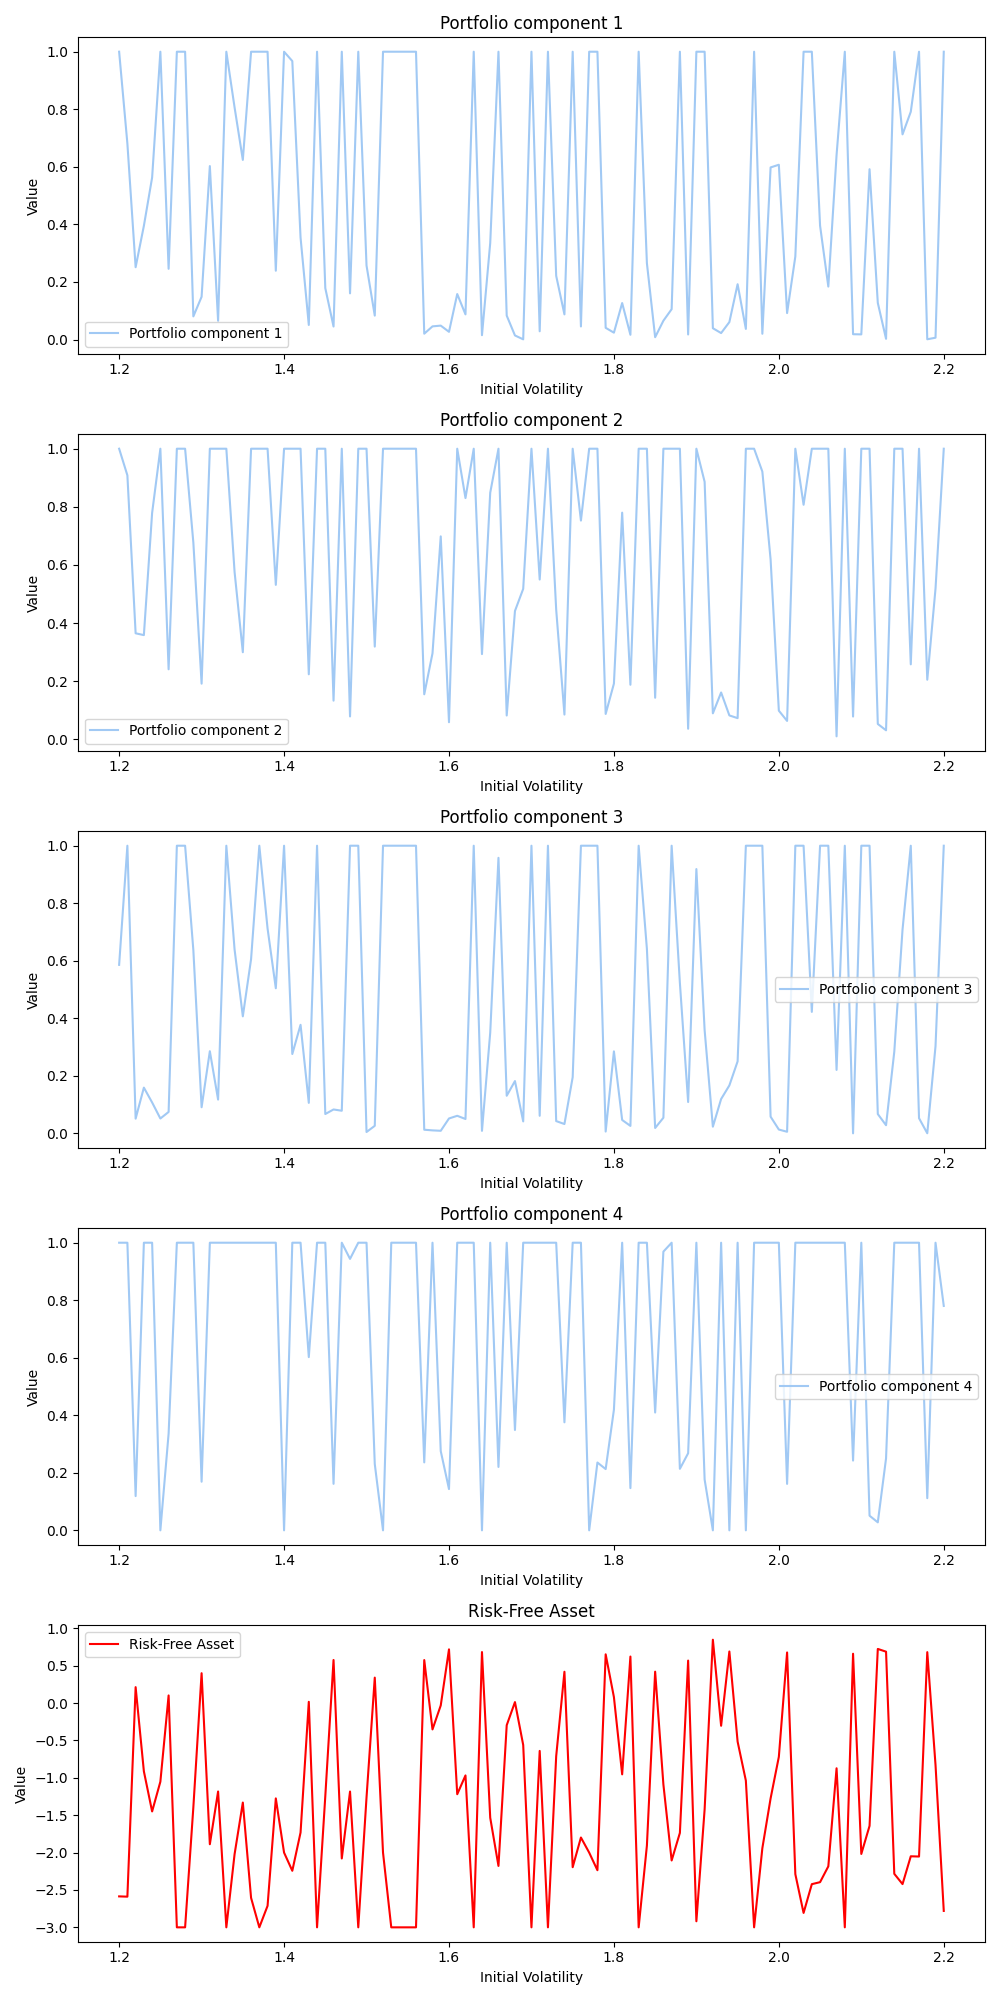 Portfolio component 1
1.0
0.8
0.6
0.4
0.2
0.0
Value
Portfolio component 1
1.2 1.4 1.6 1.8 2.0 2.2
Initial Volatility
Portfolio component 2
1.0
0.8
0.6
0.4
0.2
0.0
Value
Portfolio component 2
1.2 1.4 1.6 1.8 2.0 2.2
Initial Volatility
Portfolio component 3
1.0
0.8
0.6
0.4
0.2
0.0
Value
Portfolio component 3
1.2 1.4 1.6 1.8 2.0 2.2
Initial Volatility
Portfolio component 4
1.0
0.8
0.6
0.4
0.2
0.0
Value
Portfolio component 4
1.2 1.4 1.6 1.8 2.0 2.2
Initial Volatility
Risk-Free Asset
1.0
0.5
0.0
−0.5
−1.0
−1.5
−2.0
−2.5
−3.0
Value
Risk-Free Asset
1.2 1.4 1.6 1.8 2.0 2.2
Initial Volatility